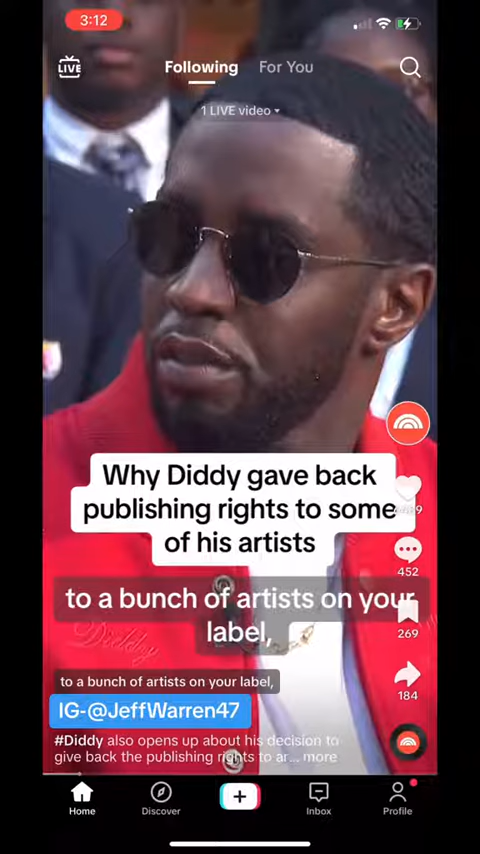 3:12
LIVE
Following
For You
1 LIVE video
Why Diddy gave back
publishing rights to some
of his artists
to a bunch of artists on your
label,
452
Diddy
269
to a bunch of artists on your label,
184
IG-@JeffWarren47
#Diddy also opens up about his decision to
give back the publishing rights to ar... more
Home
Discover
Inbox
Profile